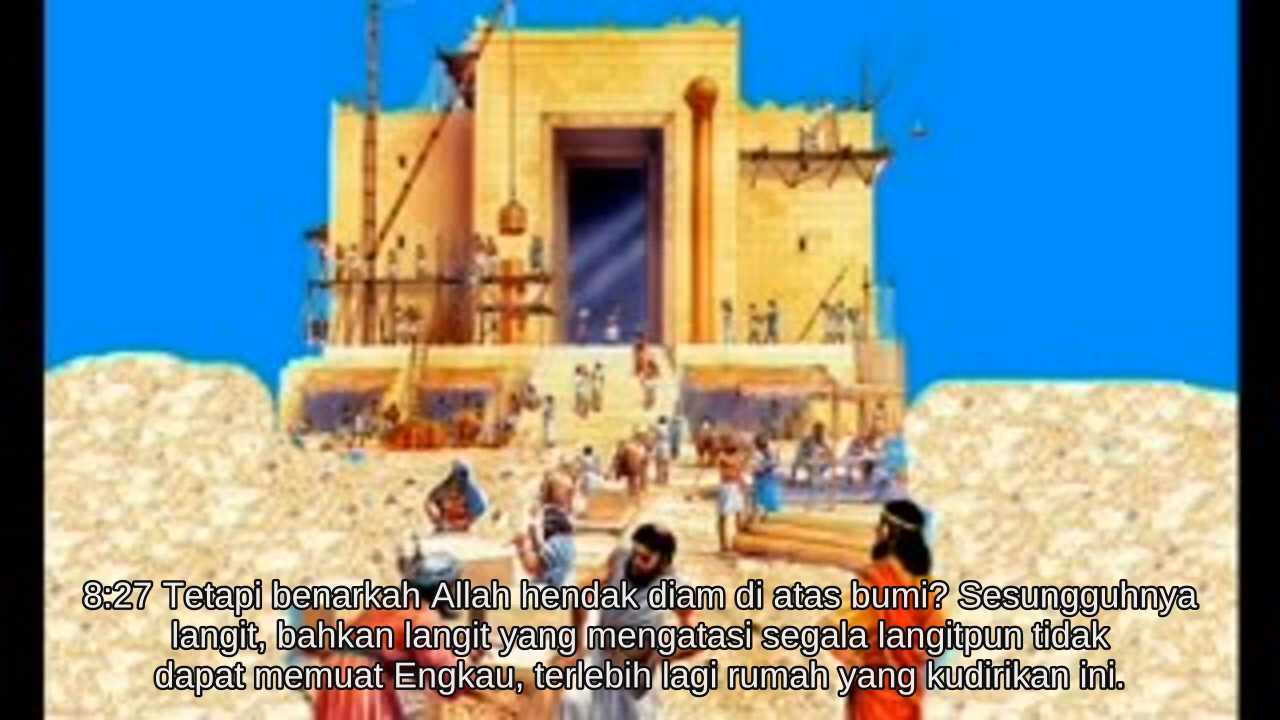 8:27 Tetapi benarkah Allah hendak diam di atas bumi? Sesungguhnya
langit, bahkan langit yang mengatasi segala langitpun tidak
dapat memuat Engkau, terlebih lagi rumah yang kudirikan ini.